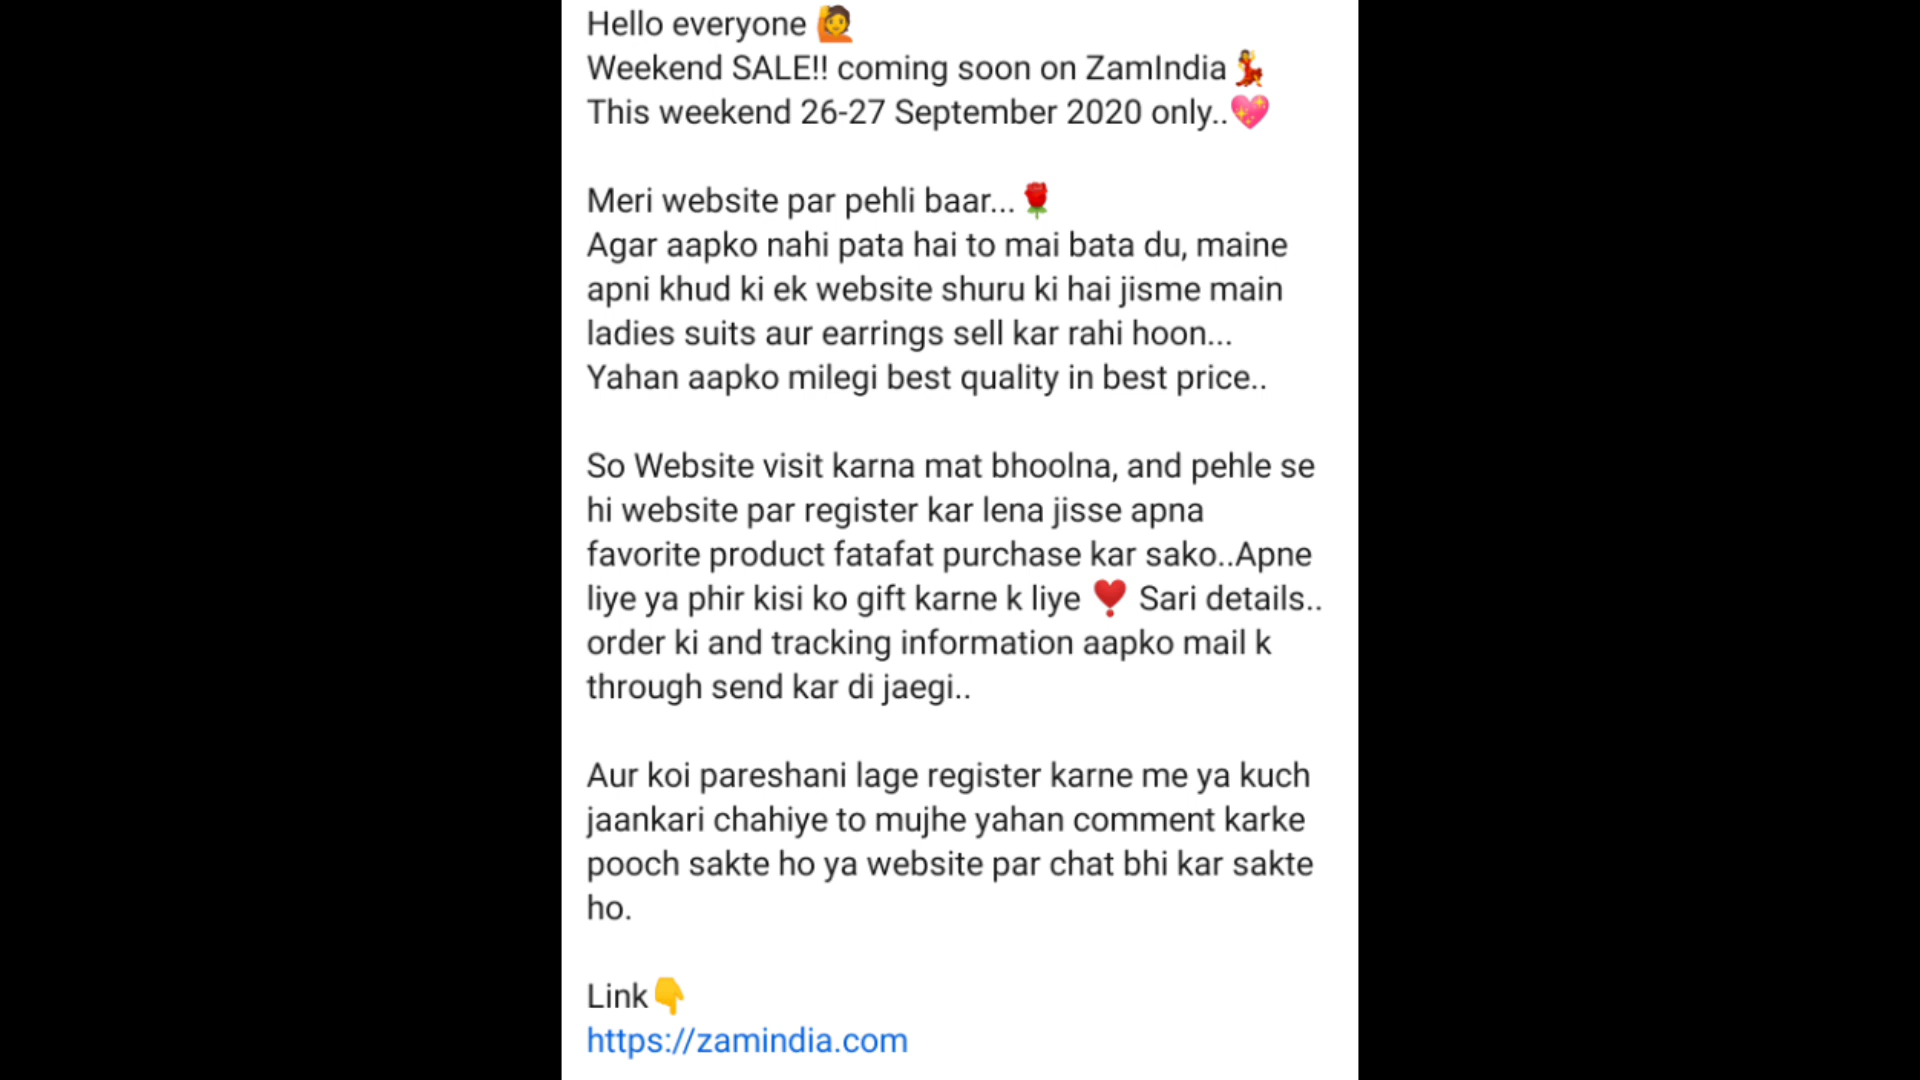 Hello everyone 🙋
Weekend SALE!! coming soon on ZamIndia💃
This weekend 26-27 September 2020 only..💖
Meri website par pehli baar...🌹
Agar aapko nahi pata hai to mai bata du, maine
apni khud ki ek website shuru ki hai jisme main
ladies suits aur earrings sell kar rahi hoon...
Yahan aapko milegi best quality in best price..
So Website visit karna mat bhoolna, and pehle se
hi website par register kar lena jisse apna
favorite product fatafat purchase kar sako..Apne
liye ya phir kisi ko gift karne k liye ❣️ Sari details..
order ki and tracking information aapko mail k
through send kar di jaegi..
Aur koi pareshani lage register karne me ya kuch
jaankari chahiye to mujhe yahan comment karke
pooch sakte ho ya website par chat bhi kar sakte
ho.
Link👇
https://zamindia.com